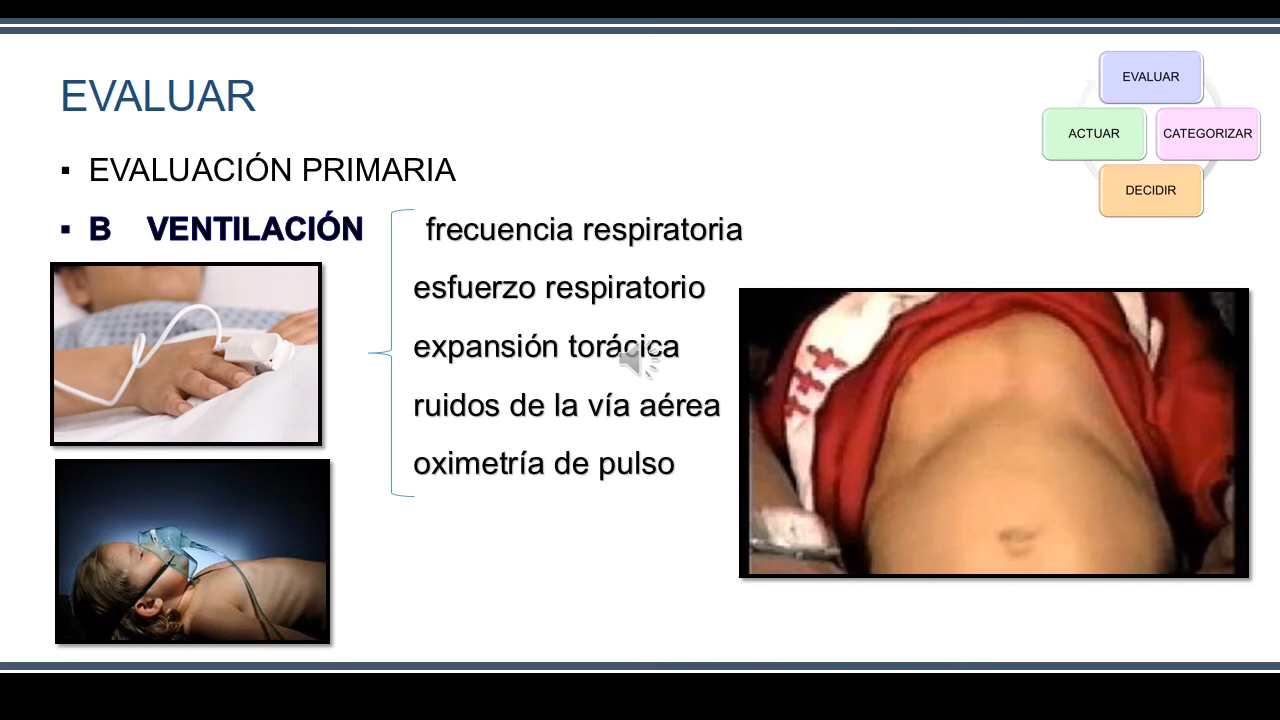 EVALUAR
EVALUACIÓN PRIMARIA
B VENTILACIÓN
frecuencia respiratoria
esfuerzo respiratorio
expansión torácica
ruidos de la vía aérea
oximetría de pulso
EVALUAR
ACTUAR
CATEGORIZAR
DECIDIR